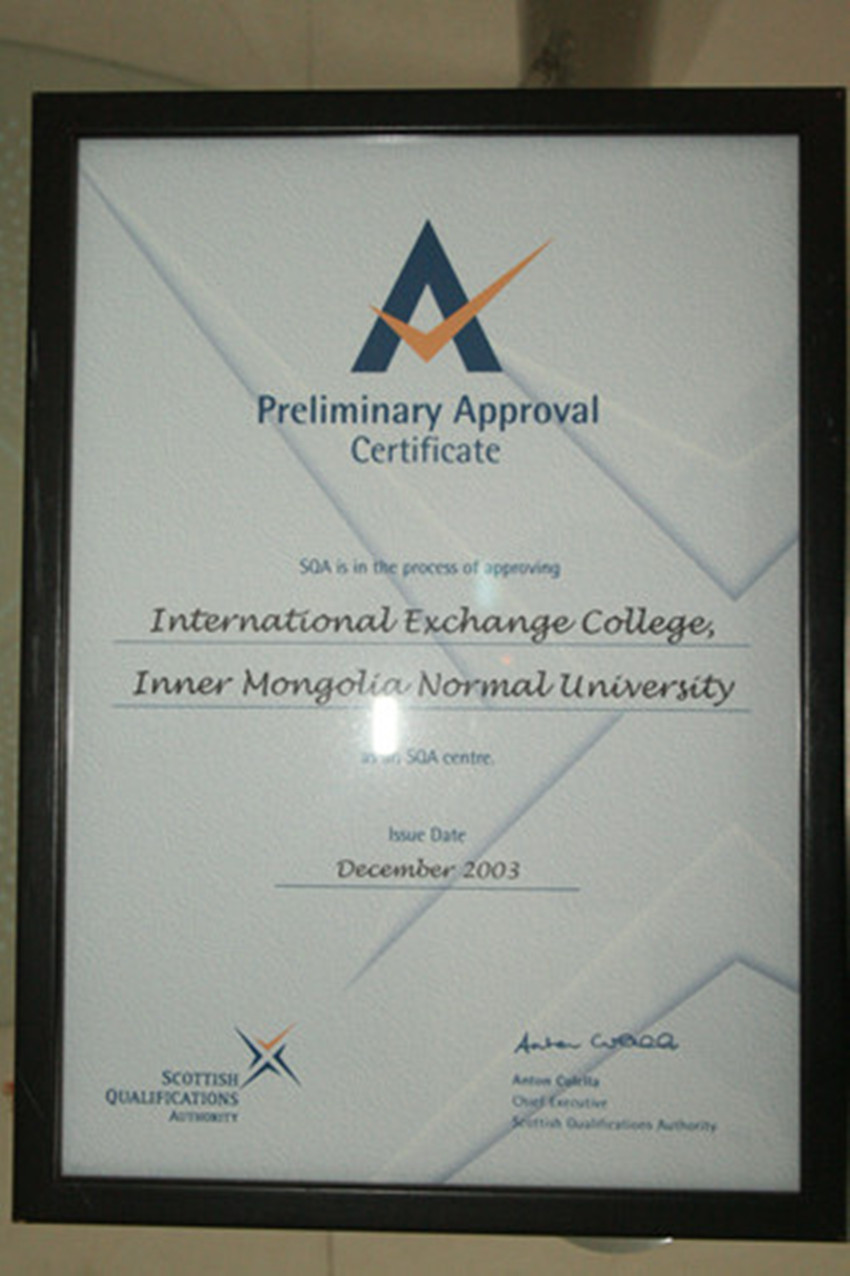 Preliminary Approval
Certificate
SQA is in the process of approving
International Exchange College,
Inner Mongolia Normal University
as an SQA centre.
Issue Date
December 2003
SCOTTISH
QUALIFICATIONS
AUTHORITY
Anton
Anton Colella
Chief Executive
Scottish Qualifications Authority